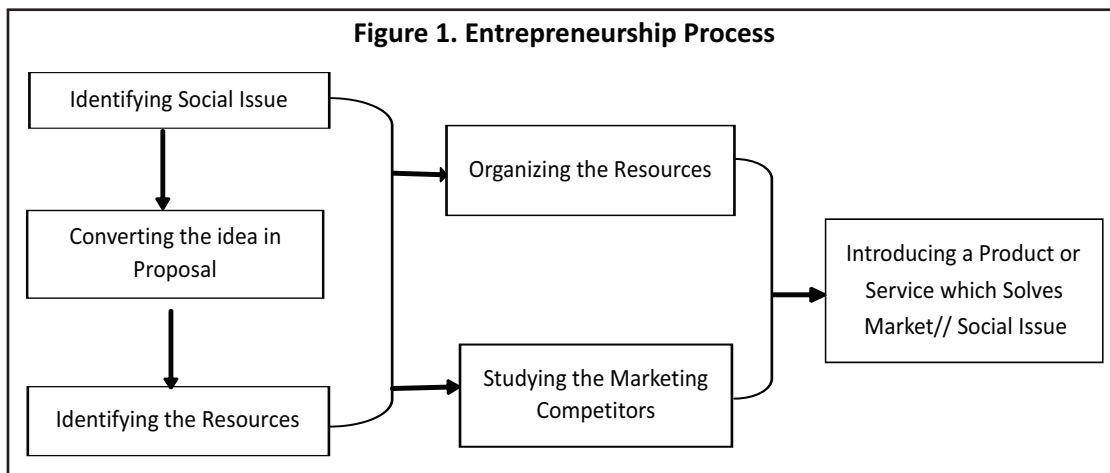 Figure 1. Entrepreneurship Process
Identifying Social Issue
Converting the idea in
Proposal
Identifying the Resources
Organizing the Resources
Studying the Marketing
Competitors
Introducing a Product or
Service which Solves
Market// Social Issue